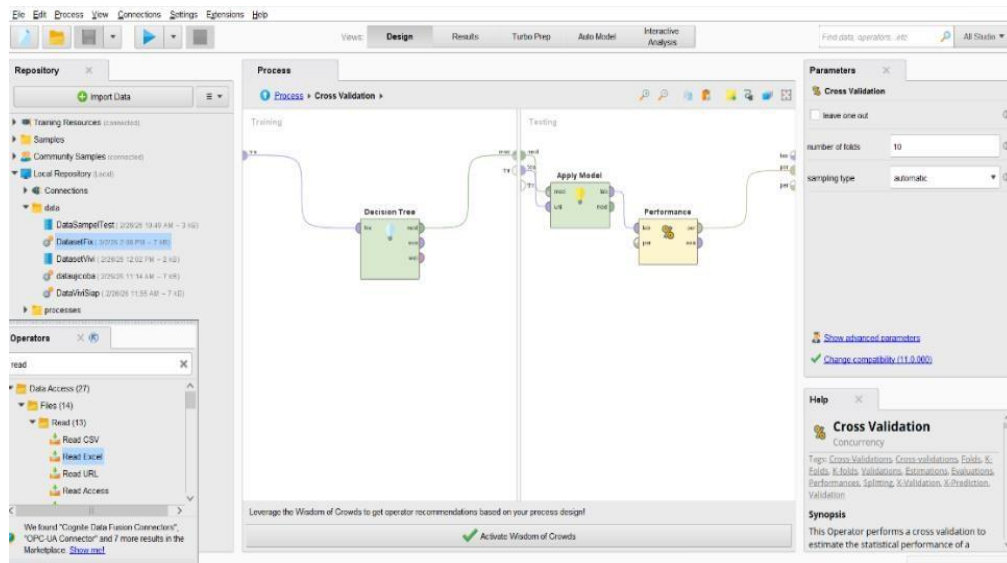 File Edit Process View Connections Settings Extensions Help
Views: Design Results Turbo Prep Auto Model Interactive Analysis
Find data, operators...etc All Studio
Repository
Import Data
Training Resources (connected)
Samples
Community Samples (connected)
Local Repository (Local)
Connections
data
DataSampelTest
DatasetFix
DatasetVivi
dataujicoba
DataViviSiap
processes
Operators
read
Data Access (27)
Files (14)
Read (13)
Read CSV
Read Excel
Read URL
Read Access
We found "Cognite Data Fusion Connectors",
"OPC-UA Connector" and 7 more results in the
Marketplace. Show me!
Process
Process Cross Validation
Training
Testing
Decision Tree
Apply Model
Performance
Leverage the Wisdom of Crowds to get operator recommendations based on your process design!
Activate Wisdom of Crowds
Parameters
Cross Validation
leave one out
number of folds 10
sampling type automatic
Show advanced parameters
Change compatibility (11.0.000)
Help
Cross Validation
Concurrency
Tags: Cross-Validations, Cross-validations, Folds, K-
Folds, K-folds, Validations, Estimations, Evaluations,
Performances, Splitting, X-Validation, X-Prediction,
Validation
Synopsis
This Operator performs a cross validation to
estimate the statistical performance of a